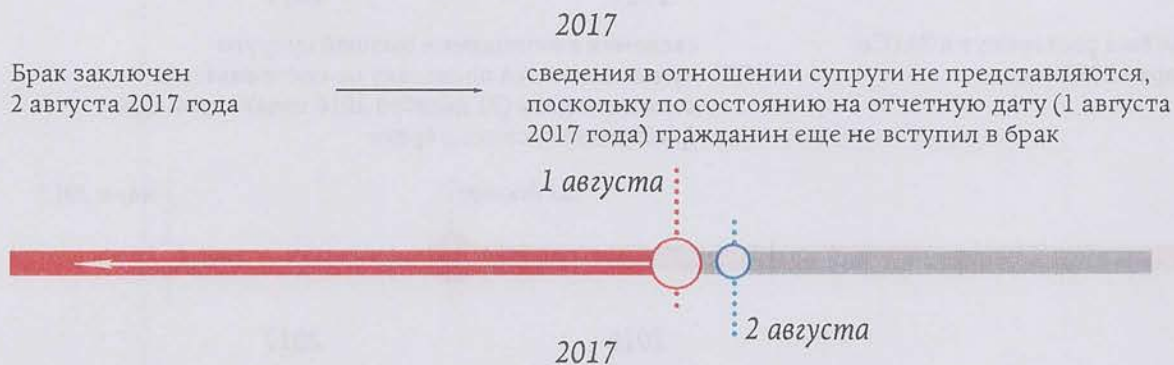 2017
Брак заключен
2 августа 2017 года
сведения в отношении супруги не представляются,
поскольку по состоянию на отчетную дату (1 августа
2017 года) гражданин еще не вступил в брак
1 августа
2 августа
2017